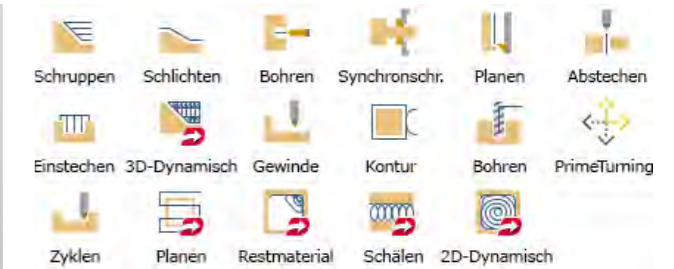 Schruppen Schlichten Bohren Synchronschr. Planen Abstechen
Einstechen 3D-Dynamisch Gewinde Kontur Bohren PrimeTurning
Zyklen Planen Restmaterial Schälen 2D-Dynamisch